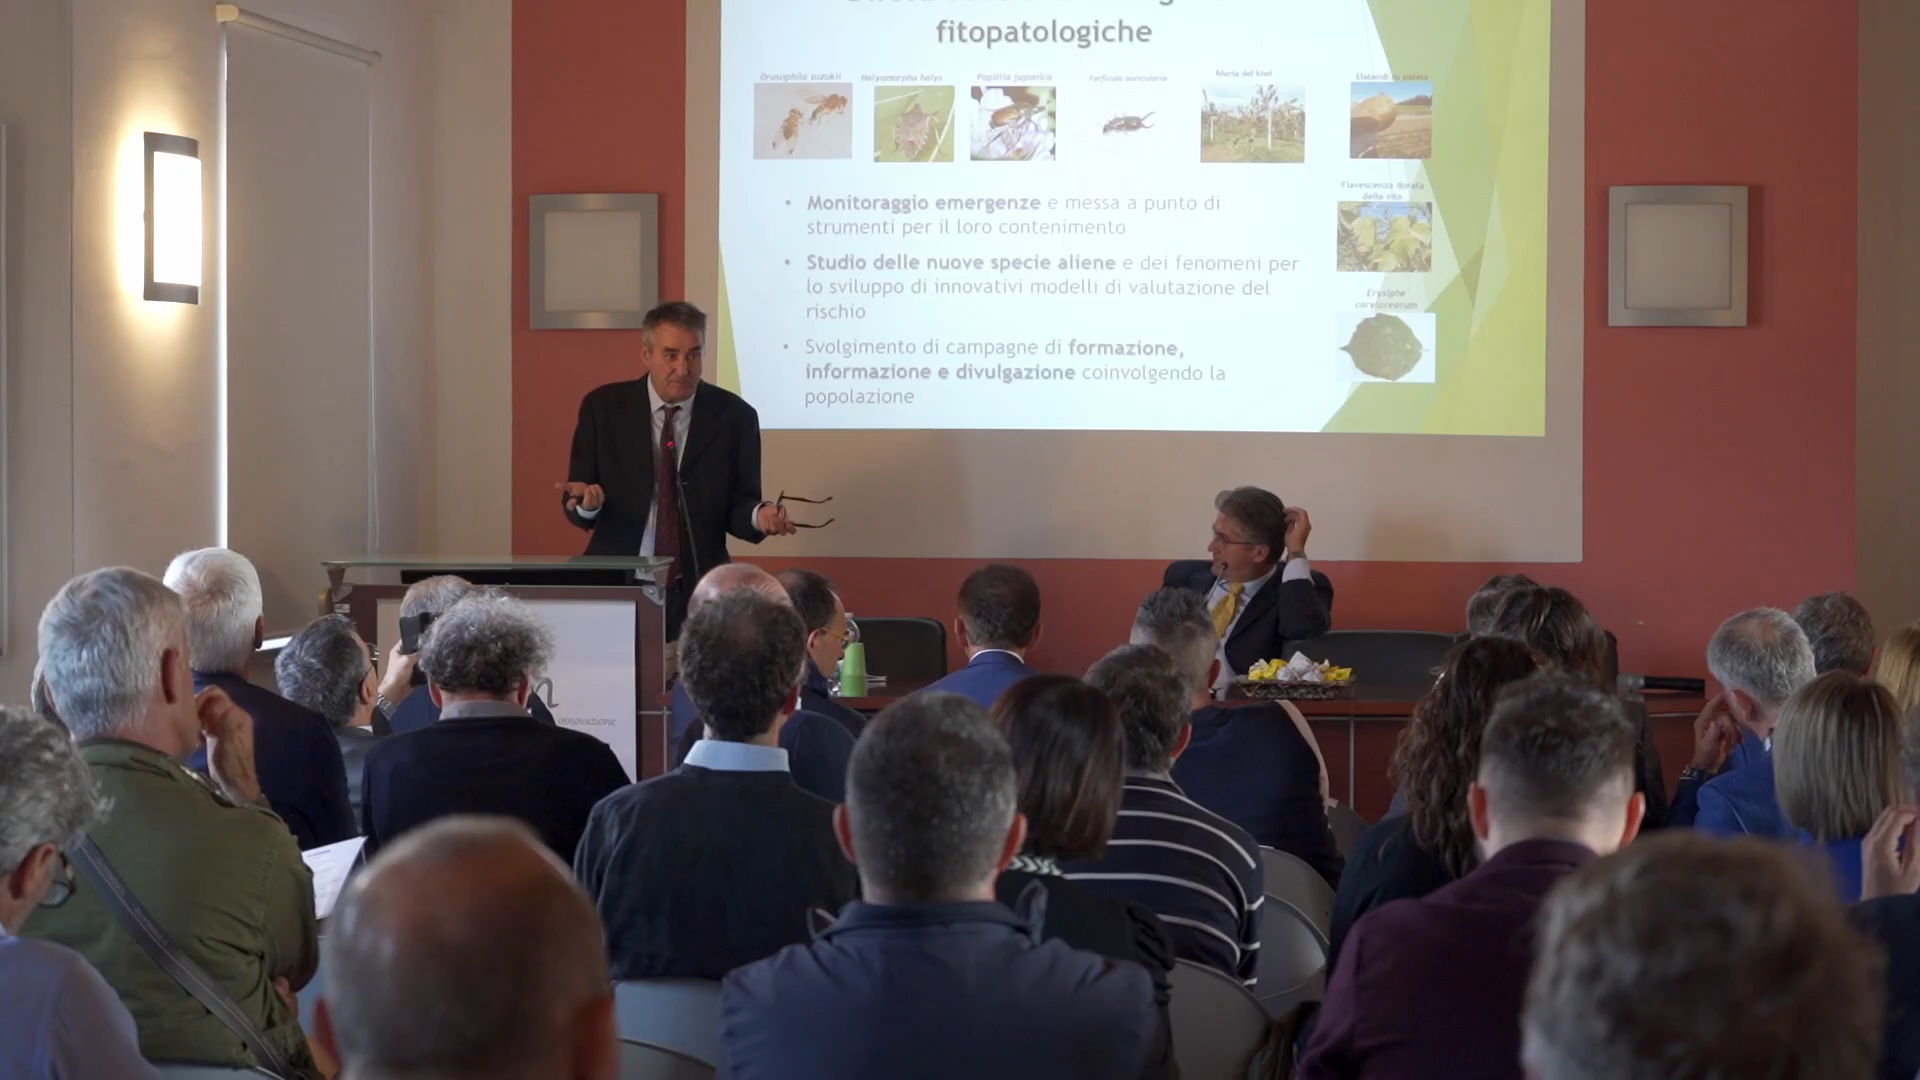 fitopatologiche
Drosophila suzukii
Halyomorpha halys
Popillia japonica
Forficula auricularia
Moria del kiwi
Elateridi su patata
• Monitoraggio emergenze e messa a punto di
strumenti per il loro contenimento
• Studio delle nuove specie aliene e dei fenomeni per
lo sviluppo di innovativi modelli di valutazione del
rischio
• Svolgimento di campagne di formazione,
informazione e divulgazione coinvolgendo la
popolazione
Flavescenza dorata
della vite
Erysiphe
corylacearum
innovazione